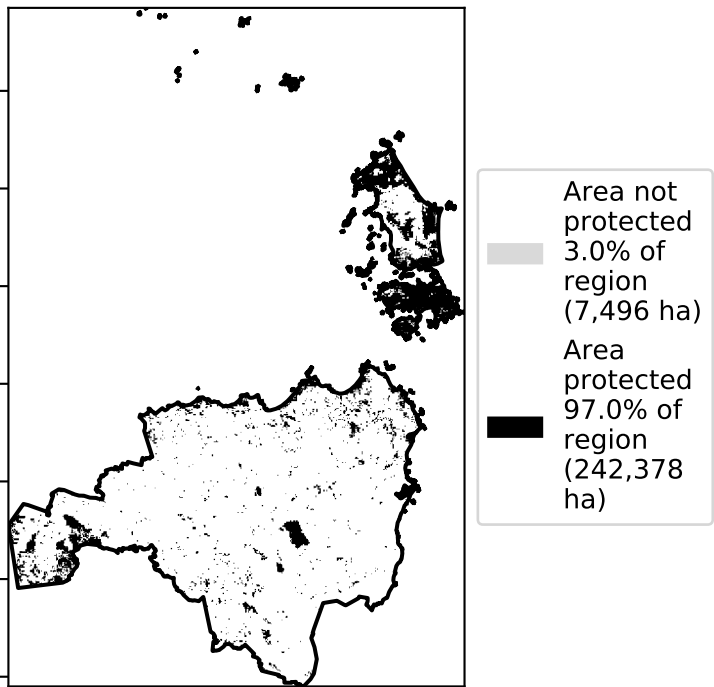 Area not
protected
3.0% of
region
(7,496 ha)
Area
protected
97.0% of
region
(242,378
ha)